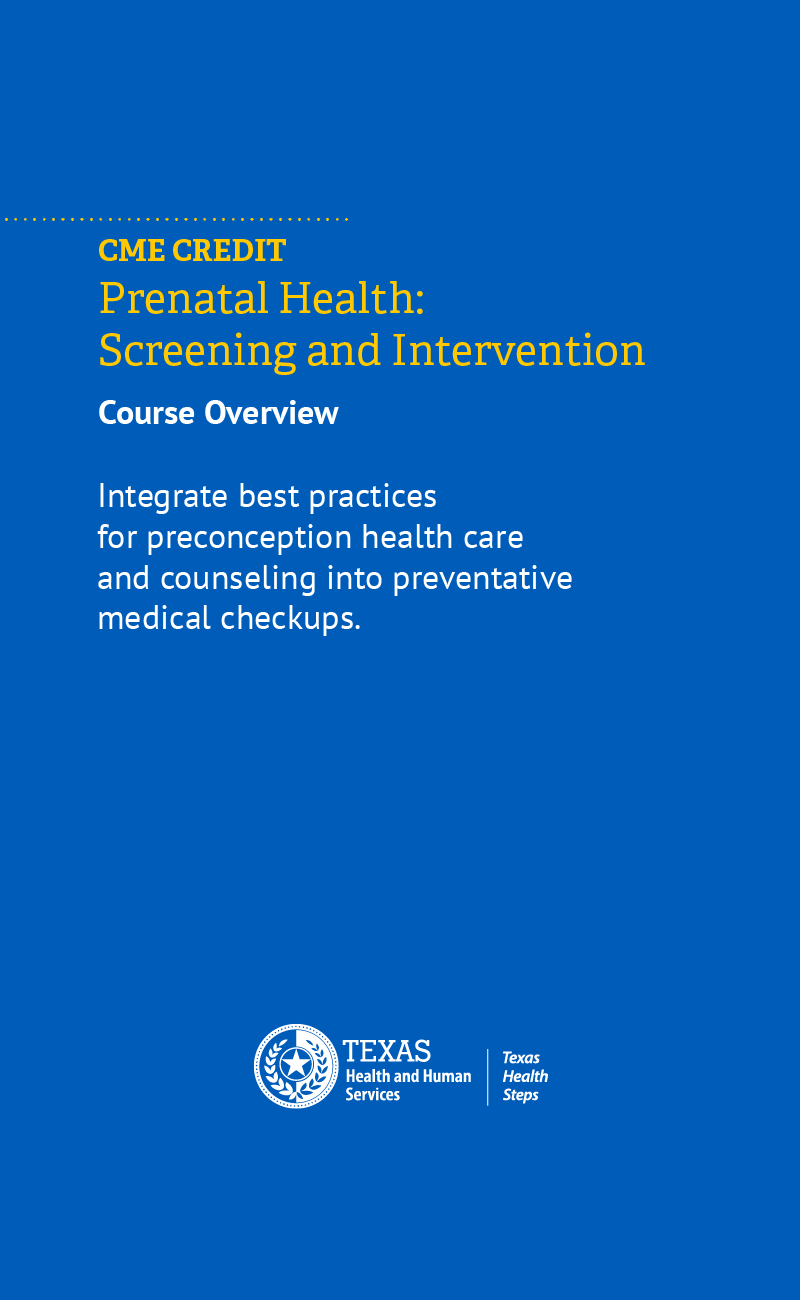 CME CREDIT
Prenatal Health:
Screening and Intervention
Course Overview
Integrate best practices
for preconception health care
and counseling into preventative
medical checkups.
TEXAS
Health and Human
Services
Texas
Health
Steps